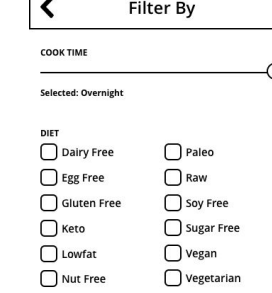 Filter By
COOK TIME
Selected: Overnight
DIET
Dairy Free
Paleo
Egg Free
Raw
Gluten Free
Soy Free
Keto
Sugar Free
Lowfat
Vegan
Nut Free
Vegetarian